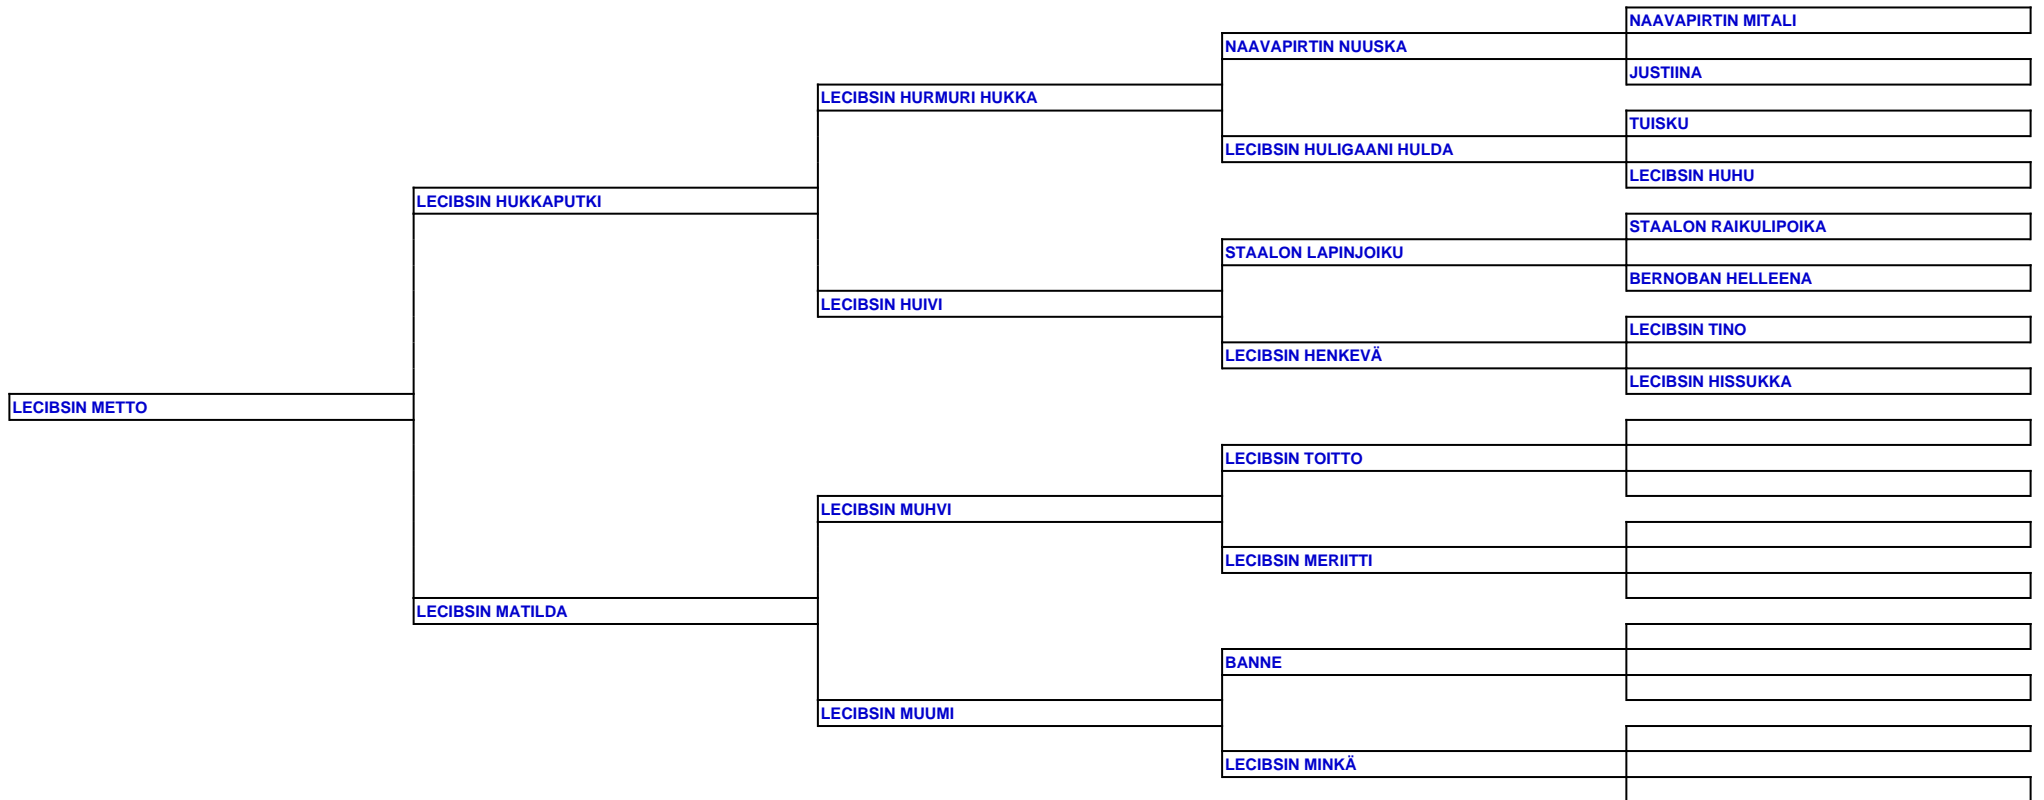 NAAVAPIRTIN MITALI
NAAVAPIRTIN NUUSKA
JUSTIINA
LECIBSIN HURMURI HUKKA
TUISKU
LECIBSIN HULIGAANI HULDA
LECIBSIN HUHU
LECIBSIN HUKKAPUTKI
STAALON RAIKULIPOIKA
STAALON LAPINJOIKU
BERNOBAN HELLEENA
LECIBSIN HUIVI
LECIBSIN TINO
LECIBSIN HENKEVÄ
LECIBSIN HISSUKKA
LECIBSIN METTO
LECIBSIN TOITTO
LECIBSIN MUHVI
LECIBSIN MERIITTI
LECIBSIN MATILDA
BANNE
LECIBSIN MUUMI
LECIBSIN MINKÄ